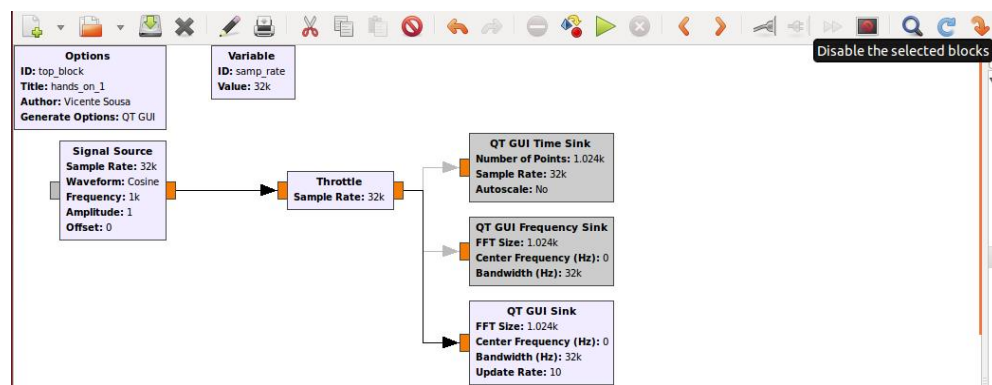 Disable the selected blocks
Options
ID: top_block
Title: hands_on_1
Author: Vicente Sousa
Generate Options: QT GUI
Variable
ID: samp_rate
Value: 32k
Signal Source
Sample Rate: 32k
Waveform: Cosine
Frequency: 1k
Amplitude: 1
Offset: 0
Throttle
Sample Rate: 32k
QT GUI Time Sink
Number of Points: 1.024k
Sample Rate: 32k
Autoscale: No
QT GUI Frequency Sink
FFT Size: 1.024k
Center Frequency (Hz): 0
Bandwidth (Hz): 32k
QT GUI Sink
FFT Size: 1.024k
Center Frequency (Hz): 0
Bandwidth (Hz): 32k
Update Rate: 10